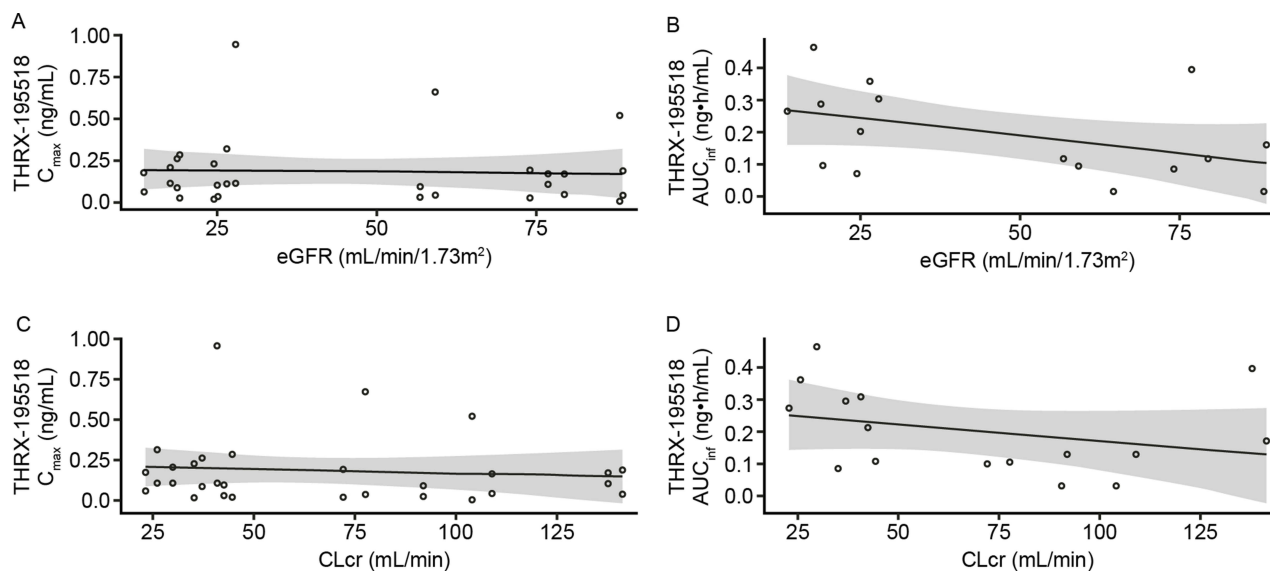 A
THRX-195518
Cmax (ng/mL)
1.00
0.75
0.50
0.25
0.00
25
50
75
eGFR (mL/min/1.73m²)
B
THRX-195518
AUCinf (ng•h/mL)
0.4
0.3
0.2
0.1
0.0
25
50
75
eGFR (mL/min/1.73m²)
C
THRX-195518
Cmax (ng/mL)
1.00
0.75
0.50
0.25
0.00
25
50
75
100
125
CLcr (mL/min)
D
THRX-195518
AUCinf (ng•h/mL)
0.4
0.3
0.2
0.1
0.0
25
50
75
100
125
CLcr (mL/min)